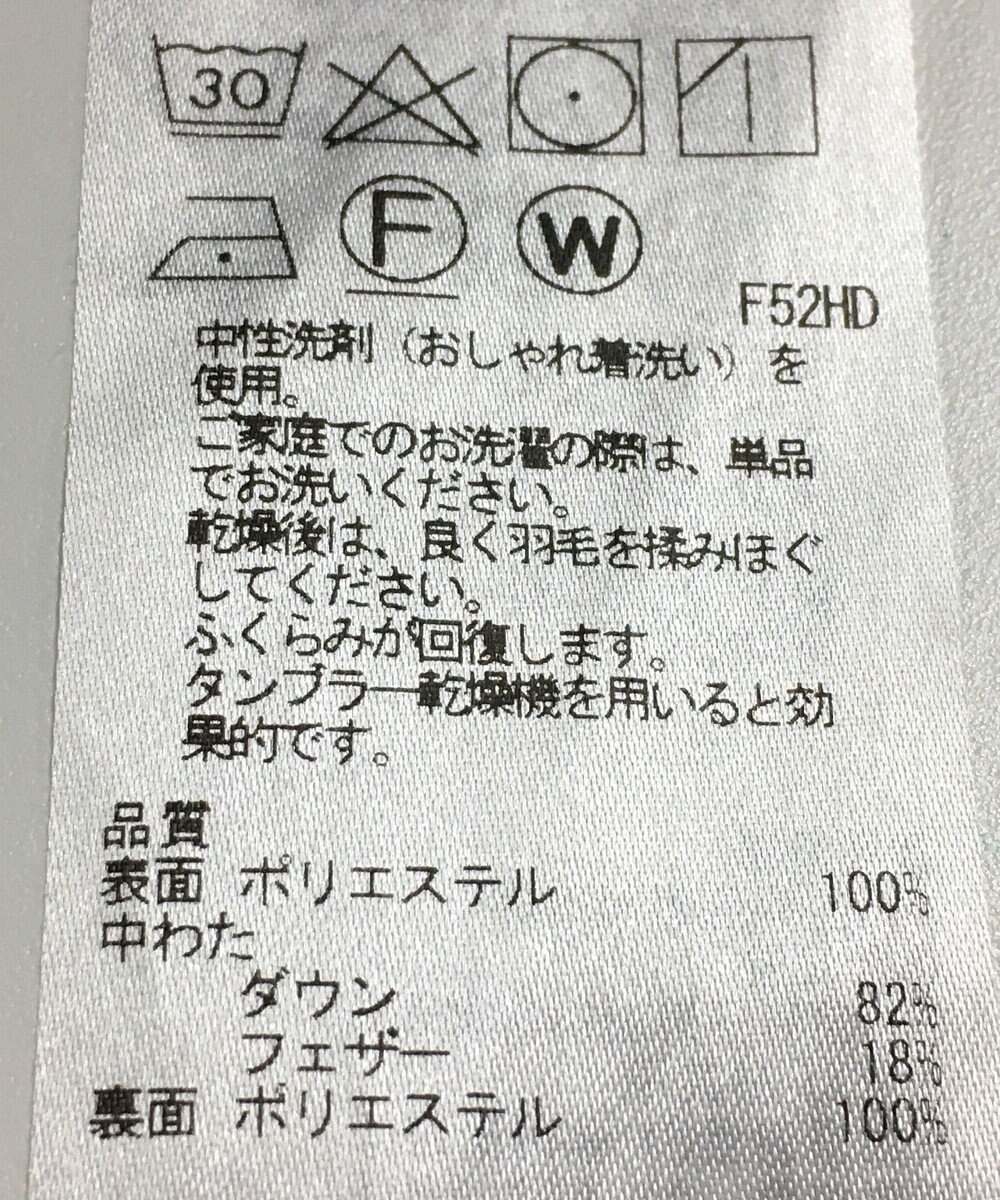 30
F W
F52HD
中性洗剤(おしゃれ着洗い)を
使用。
ご家庭でのお洗濯の際は、単品
でお洗いください。
乾燥後は、良く羽毛を揉みほぐ
してください。
ふくらみが回復します。
タンブラー乾燥機を用いると効
果的です。
品質
表面 ポリエステル 100%
中わた
ダウン 82%
フェザー 18%
裏面 ポリエステル 100%